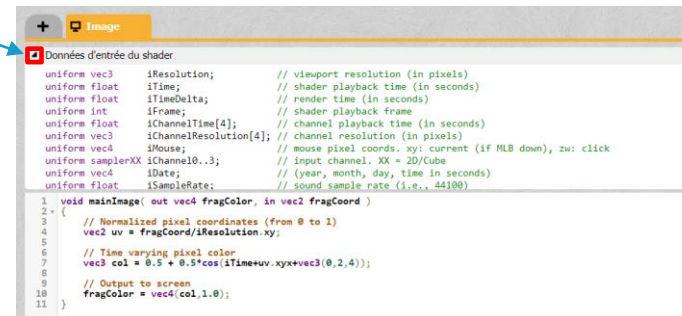 + Image
Données d'entrée du shader
uniform vec3 iResolution; // viewport resolution (in pixels)
uniform float iTime; // shader playback time (in seconds)
uniform float iTimeDelta; // render time (in seconds)
uniform int iFrame; // shader playback frame
uniform float iChannelTime[4]; // channel playback time (in seconds)
uniform vec3 iChannelResolution[4]; // channel resolution (in pixels)
uniform vec4 iMouse; // mouse pixel coords. xy: current (if MLB down), zw: click
uniform samplerXX iChannel0..3; // input channel. XX = 2D/Cube
uniform vec4 iDate; // (year, month, day, time in seconds)
uniform float iSampleRate; // sound sample rate (i.e., 44100)
1 void mainImage( out vec4 fragColor, in vec2 fragCoord )
2 {
3 // Normalized pixel coordinates (from 0 to 1)
4 vec2 uv = fragCoord/iResolution.xy;
5
6 // Time varying pixel color
7 vec3 col = 0.5 + 0.5*cos(iTime+uv.xyx+vec3(0,2,4));
8
9 // Output to screen
10 fragColor = vec4(col,1.0);
11 }